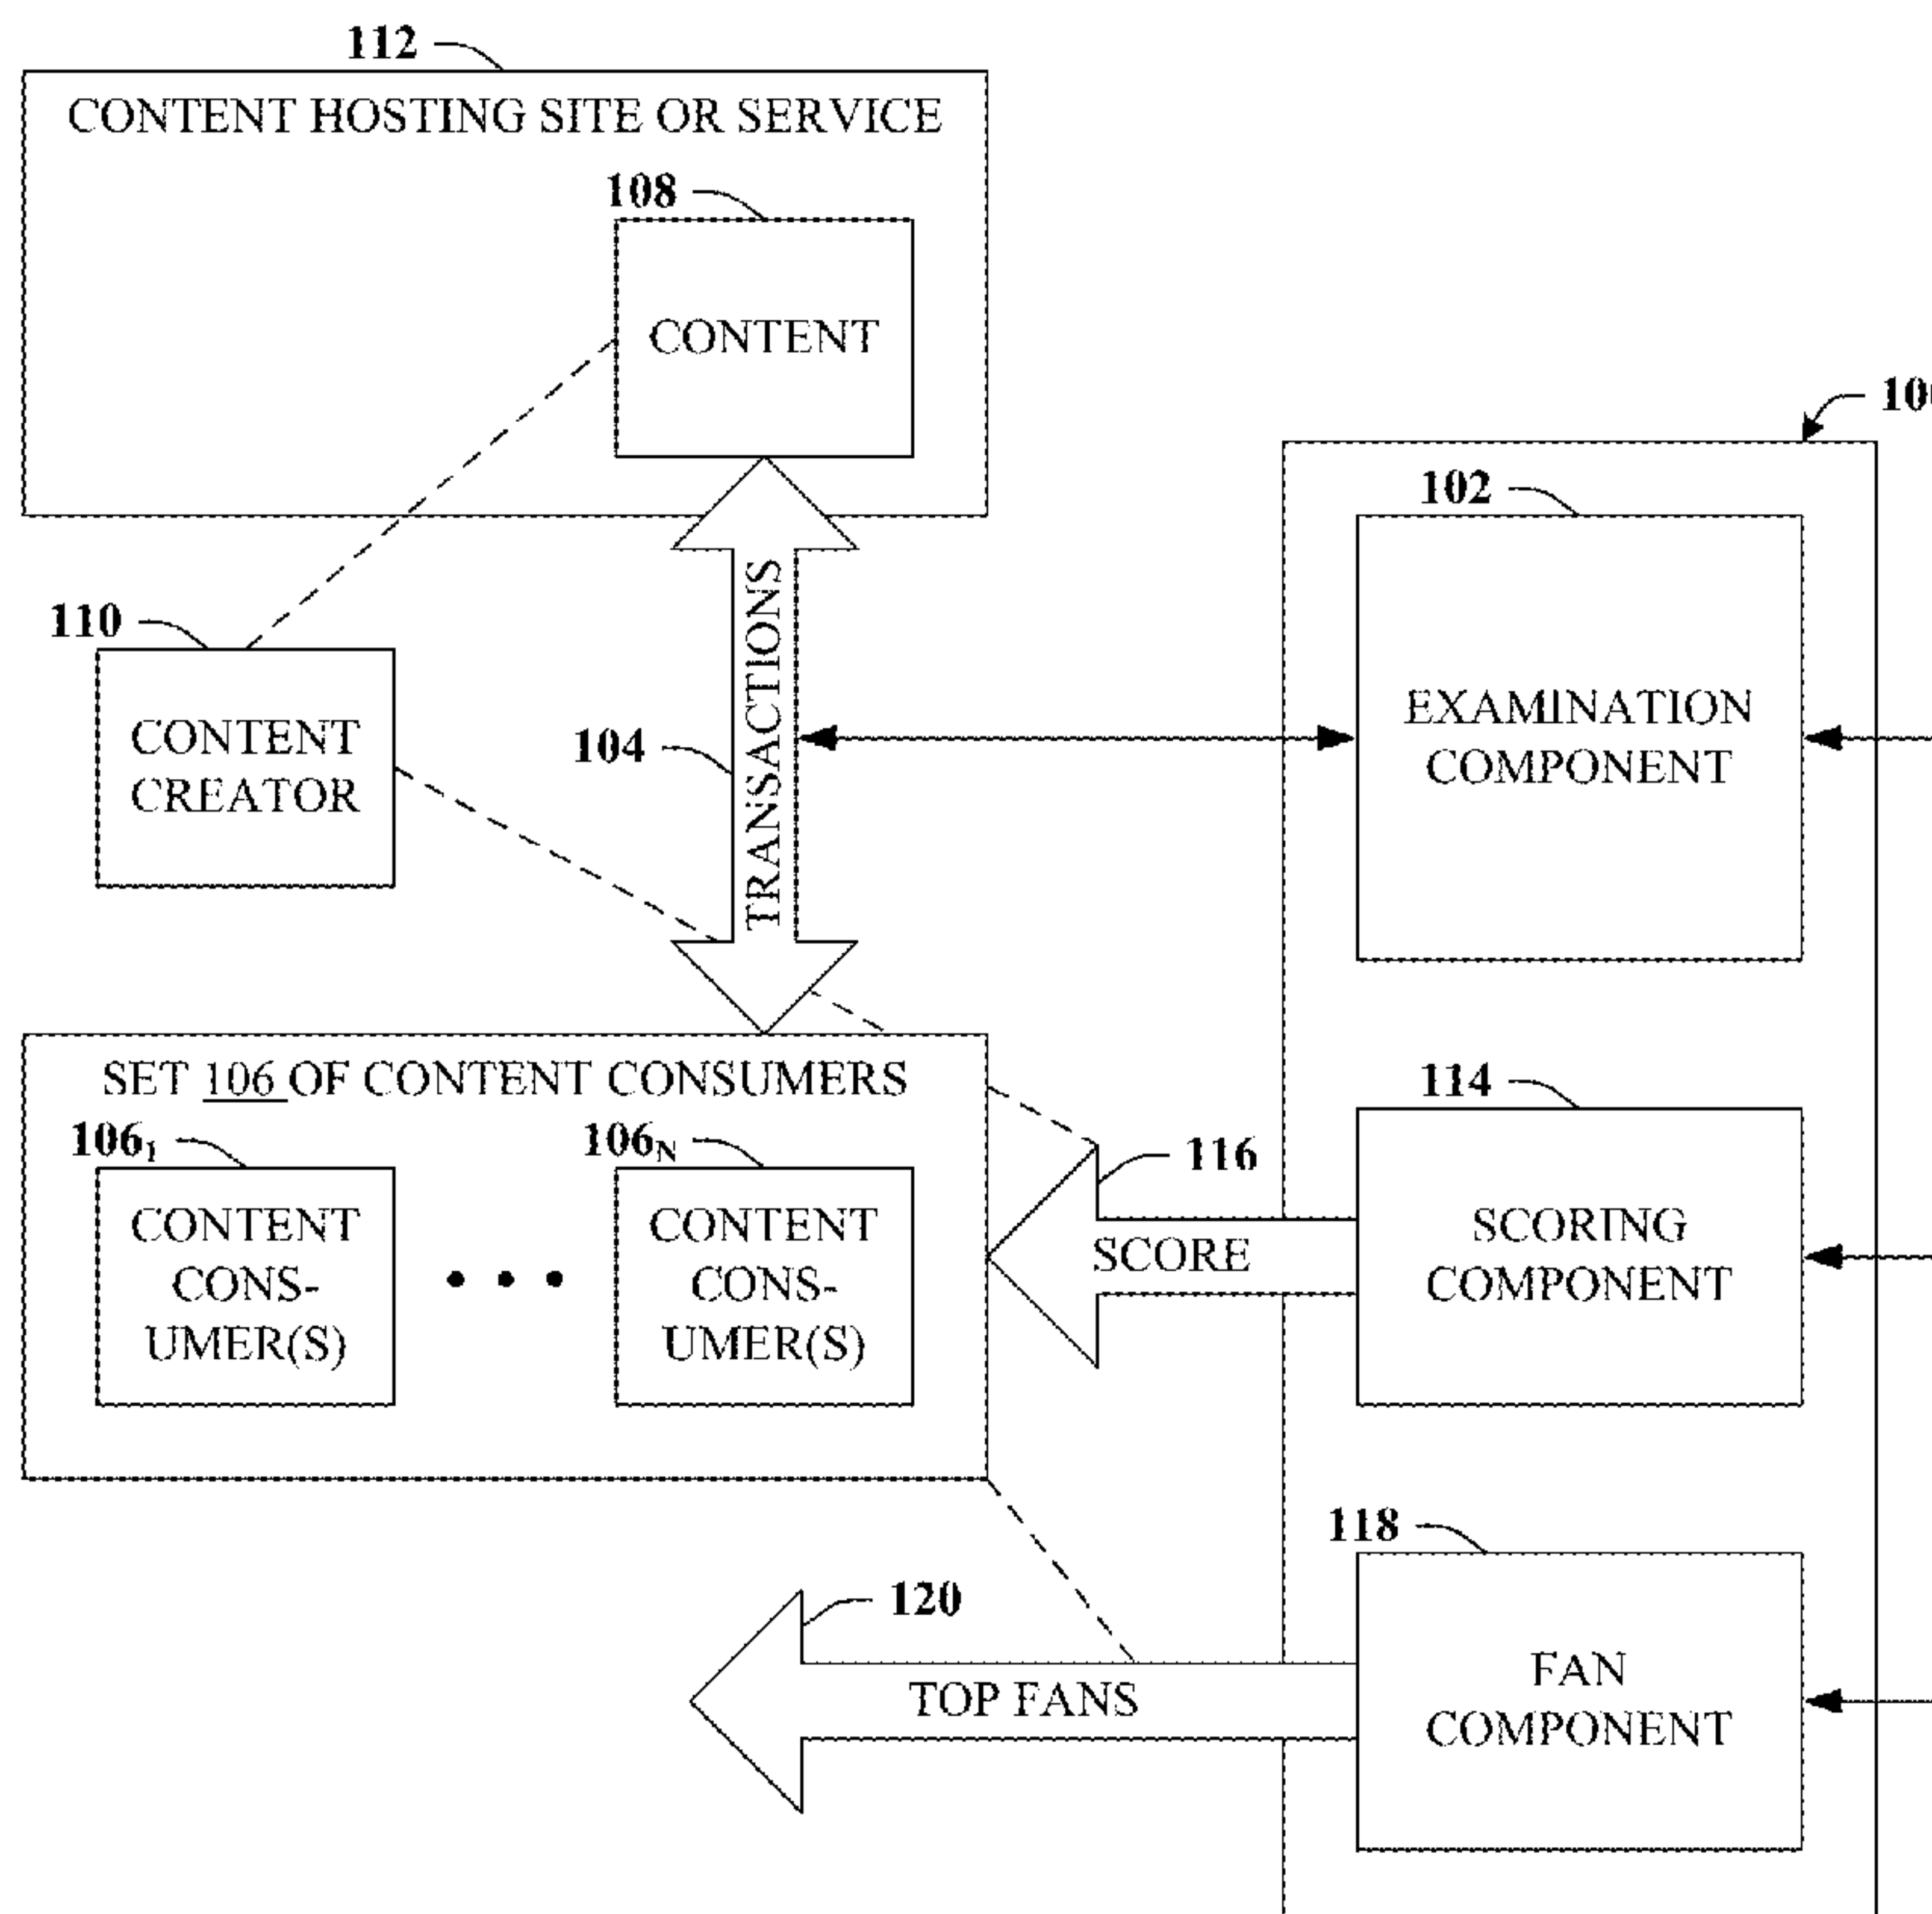 112
CONTENT HOSTING SITE OR SERVICE
108
CONTENT
102
110
EXAMINATION
COMPONENT
CONTENT
CREATOR
104
TRANSACTIONS
SET 106 OF CONTENT CONSUMERS
106₁
CONTENT
CONS-
UMER(S)
106N
CONTENT
CONS-
UMER(S)
114
116
SCORE
SCORING
COMPONENT
118
120
TOP FANS
FAN
COMPONENT